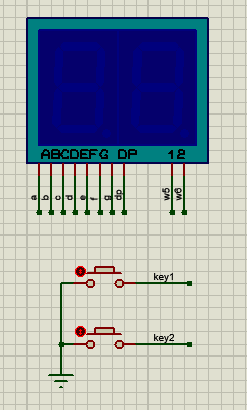 ABCDEFG DP 12
a b c d e f g dp w5 w6
key1
key2